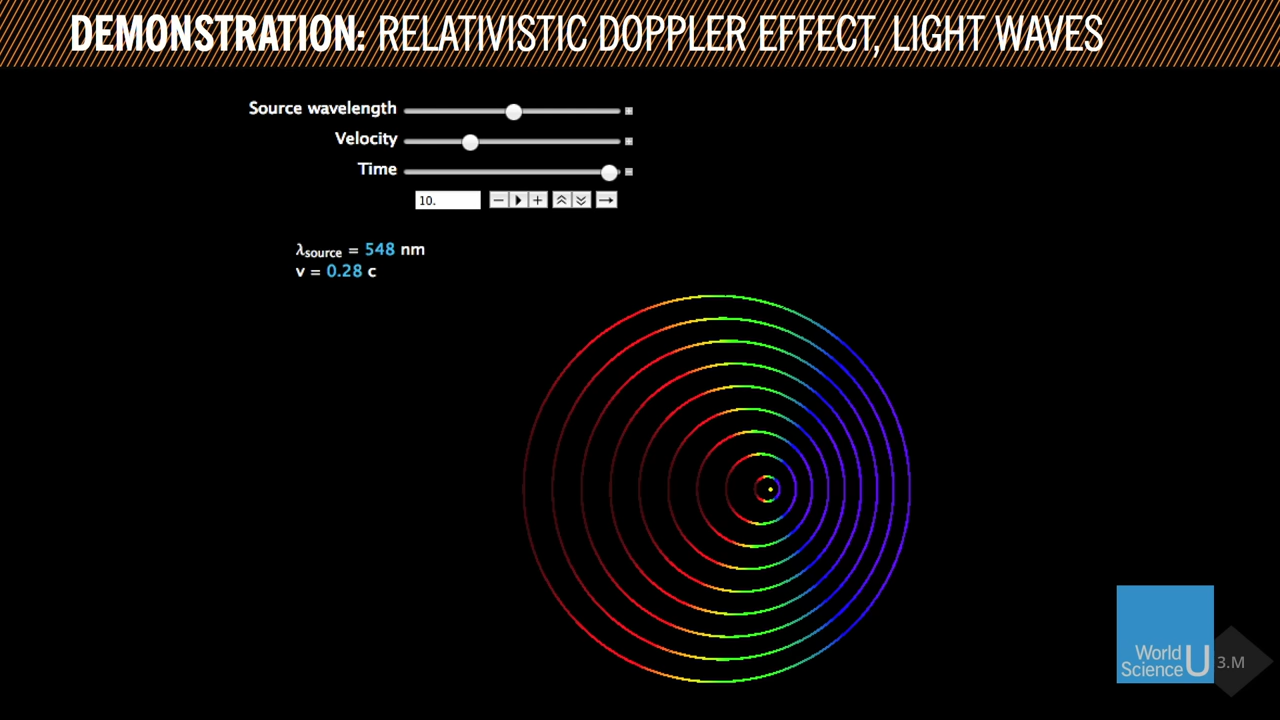 DEMONSTRATION: RELATIVISTIC DOPPLER EFFECT, LIGHT WAVES
Source wavelength
Velocity
Time
10.
λsource = 548 nm
v = 0.28 c
World
Science U
3.M